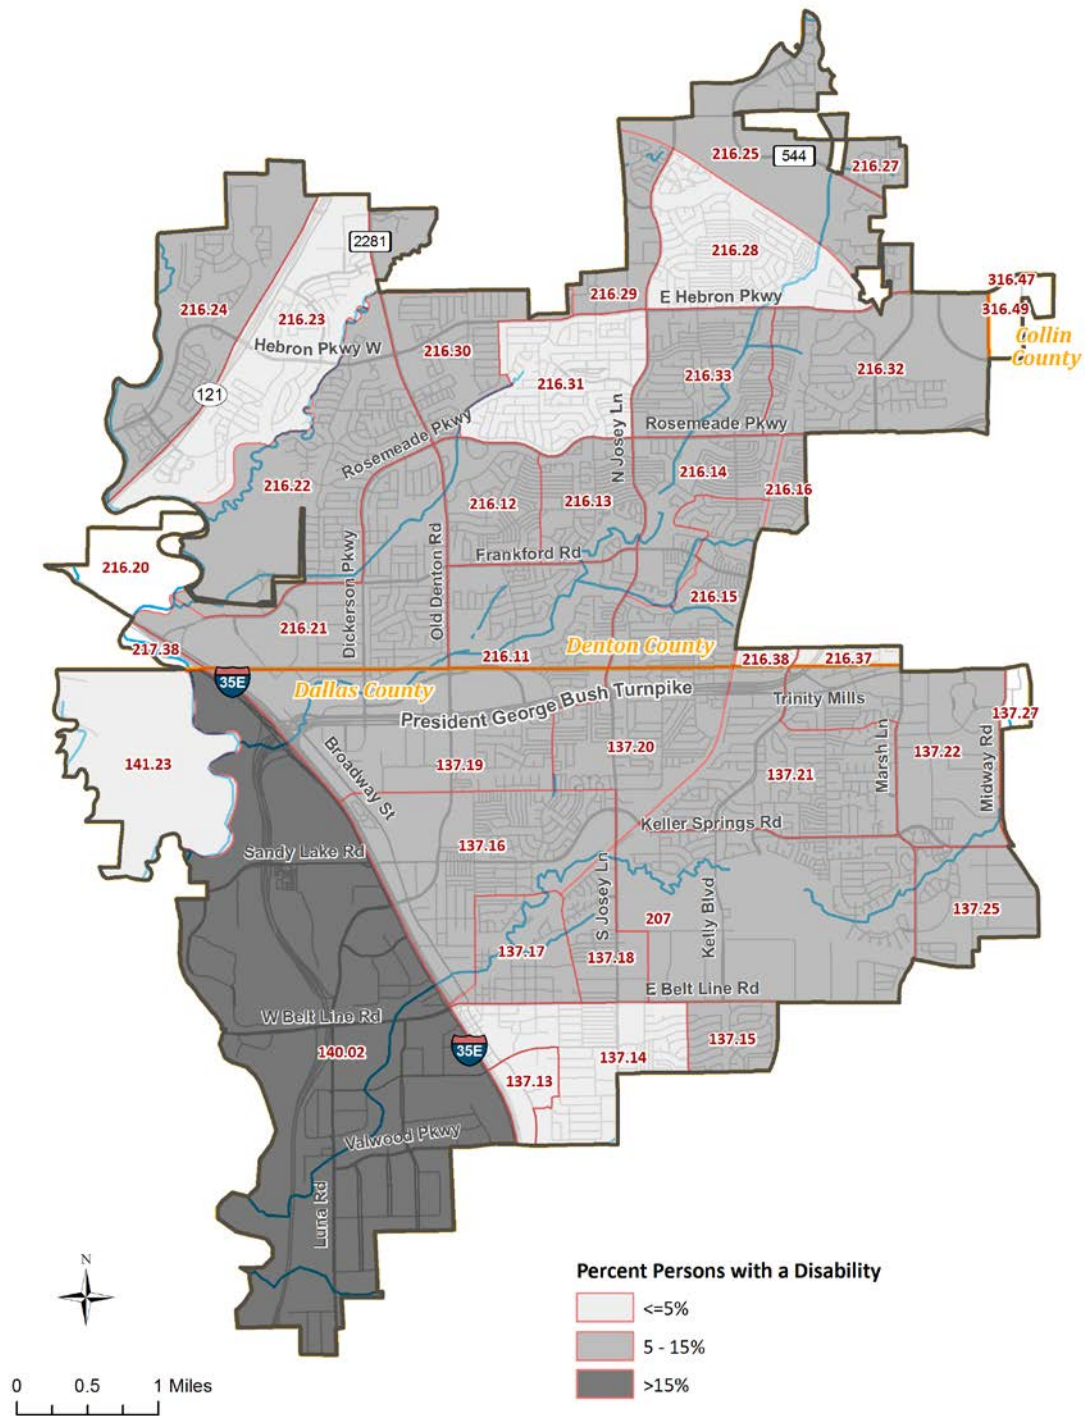 216.25
544
216.27
2281
216.28
216.24
216.29
E Hebron Pkwy
316.47
316.49
216.23
Collin
County
Hebron Pkwy W
216.30
216.31
216.33
216.32
121
N Josey Ln
Rosemeade Pkwy
Rosemeade Pkwy
216.22
216.12
216.13
216.14
216.16
Dickerson Pkwy
Old Denton Rd
Frankford Rd
216.20
216.15
216.21
217.38
216.11
Denton County
216.38
216.37
35E
Dallas County
President George Bush Turnpike
Trinity Mills
137.27
141.23
Broadway St
137.19
137.20
137.21
Marsh Ln
137.22
Midway Rd
Keller Springs Rd
137.16
Sandy Lake Rd
S Josey Ln
Kelly Blvd
207
137.25
137.17
137.18
E Belt Line Rd
W Belt Line Rd
140.02
35E
137.14
137.15
137.13
Valwood Pkwy
Luna Rd
N
Percent Persons with a Disability
<=5%
5 - 15%
>15%
0 0.5 1 Miles